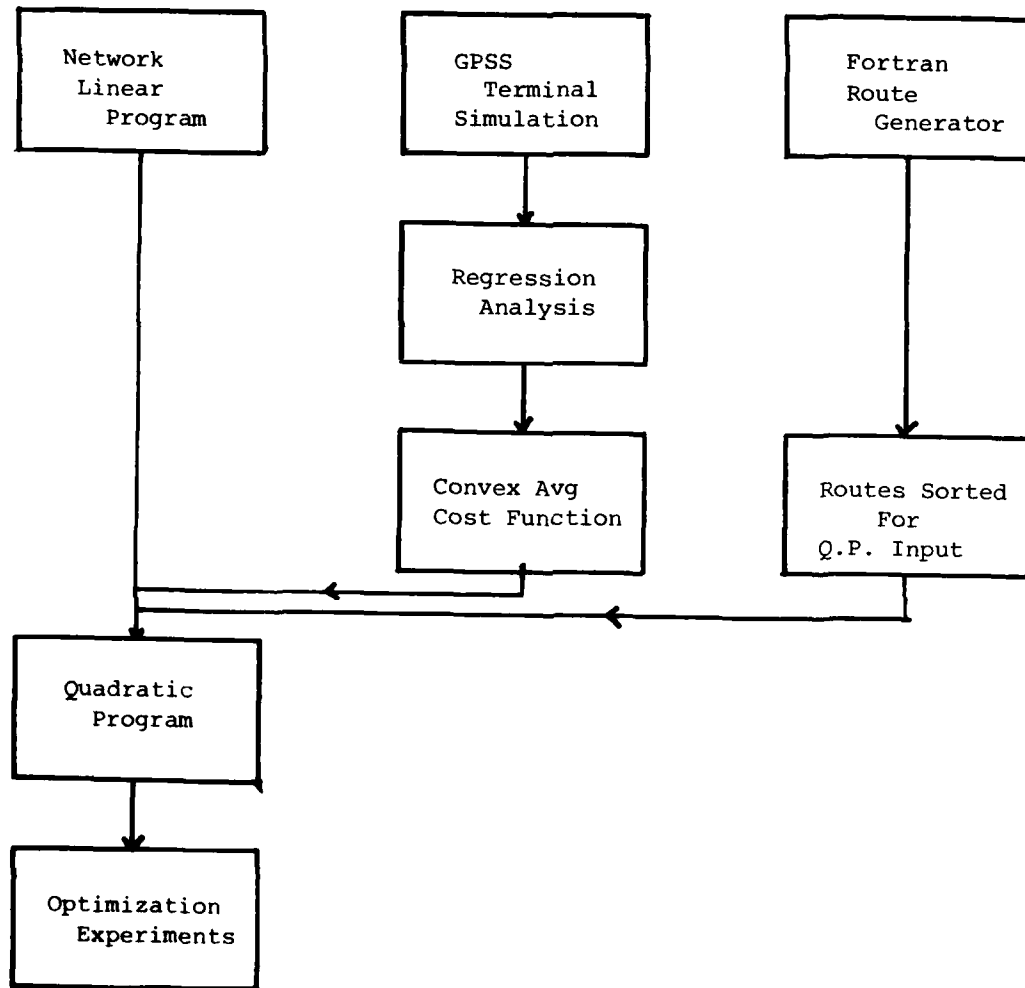 Network
Linear
Program
GPSS
Terminal
Simulation
Fortran
Route
Generator
Regression
Analysis
Convex Avg
Cost Function
Routes Sorted
For
Q.P. Input
Quadratic
Program
Optimization
Experiments